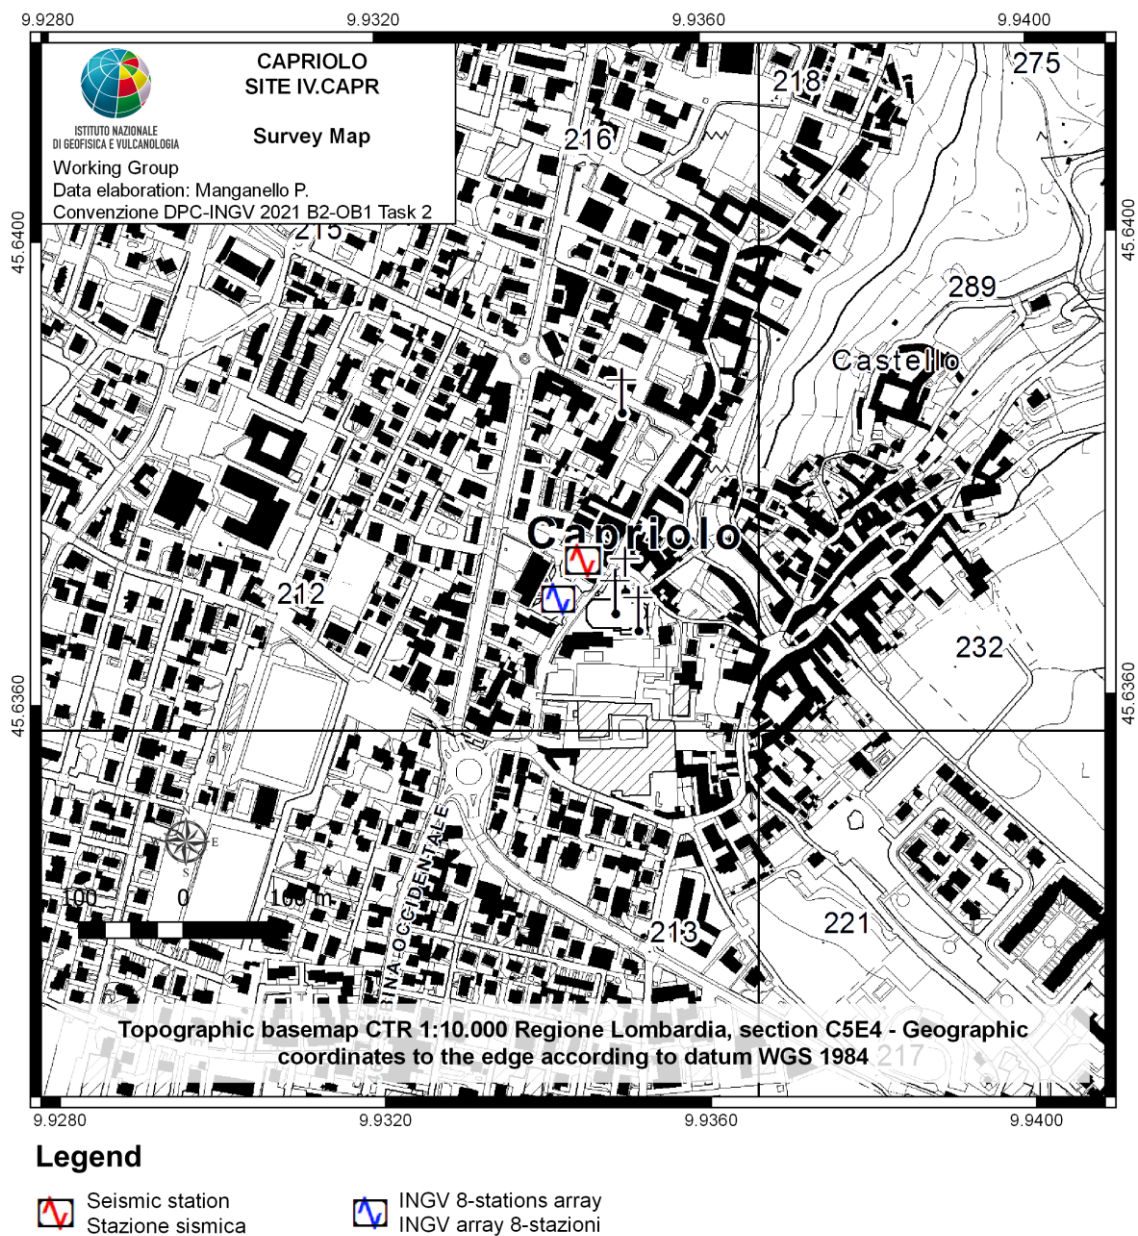 9.9280 9.9320 9.9360 9.9400
CAPRIOLO
SITE IV.CAPR
Survey Map
ISTITUTO NAZIONALE
DI GEOFISICA E VULCANOLOGIA
Working Group
Data elaboration: Manganello P.
Convenzione DPC-INGV 2021 B2-OB1 Task 2
275
218
216
215
45.6400 45.6400
289
Castello
Capriolo
212
232
45.6360 45.6360
E
S
100 0 100 m
INA OCCIDENTALE
213
221
Topographic basemap CTR 1:10.000 Regione Lombardia, section C5E4 - Geographic
coordinates to the edge according to datum WGS 1984
217
9.9280 9.9320 9.9360 9.9400
Legend
Seismic station
Stazione sismica
INGV 8-stations array
INGV array 8-stazioni